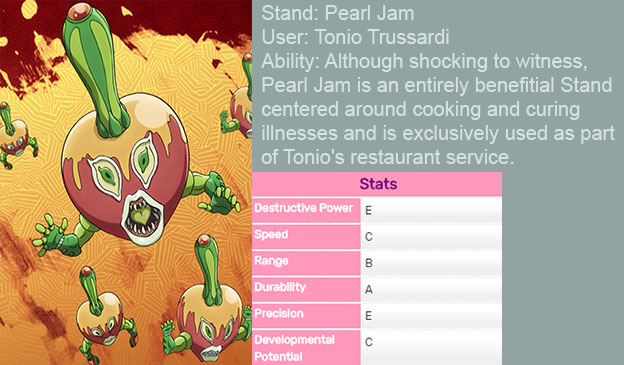 Stand: Pearl Jam
User: Tonio Trussardi
Ability: Although shocking to witness,
Pearl Jam is an entirely benefitial Stand
centered around cooking and curing
illnesses and is exclusively used as part
of Tonio's restaurant service.
Stats
Destructive Power E
Speed C
Range B
Durability A
Precision E
Developmental
Potential C